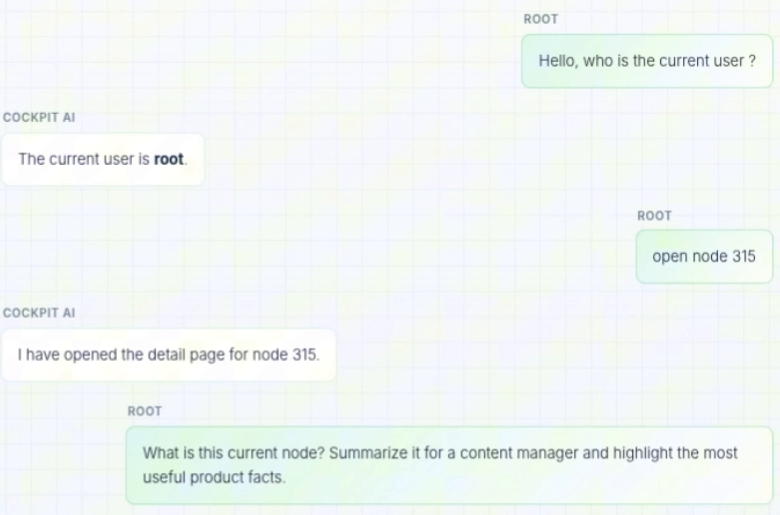 ROOT
Hello, who is the current user ?
COCKPIT AI
The current user is root.
ROOT
open node 315
COCKPIT AI
I have opened the detail page for node 315.
ROOT
What is this current node? Summarize it for a content manager and highlight the most
useful product facts.